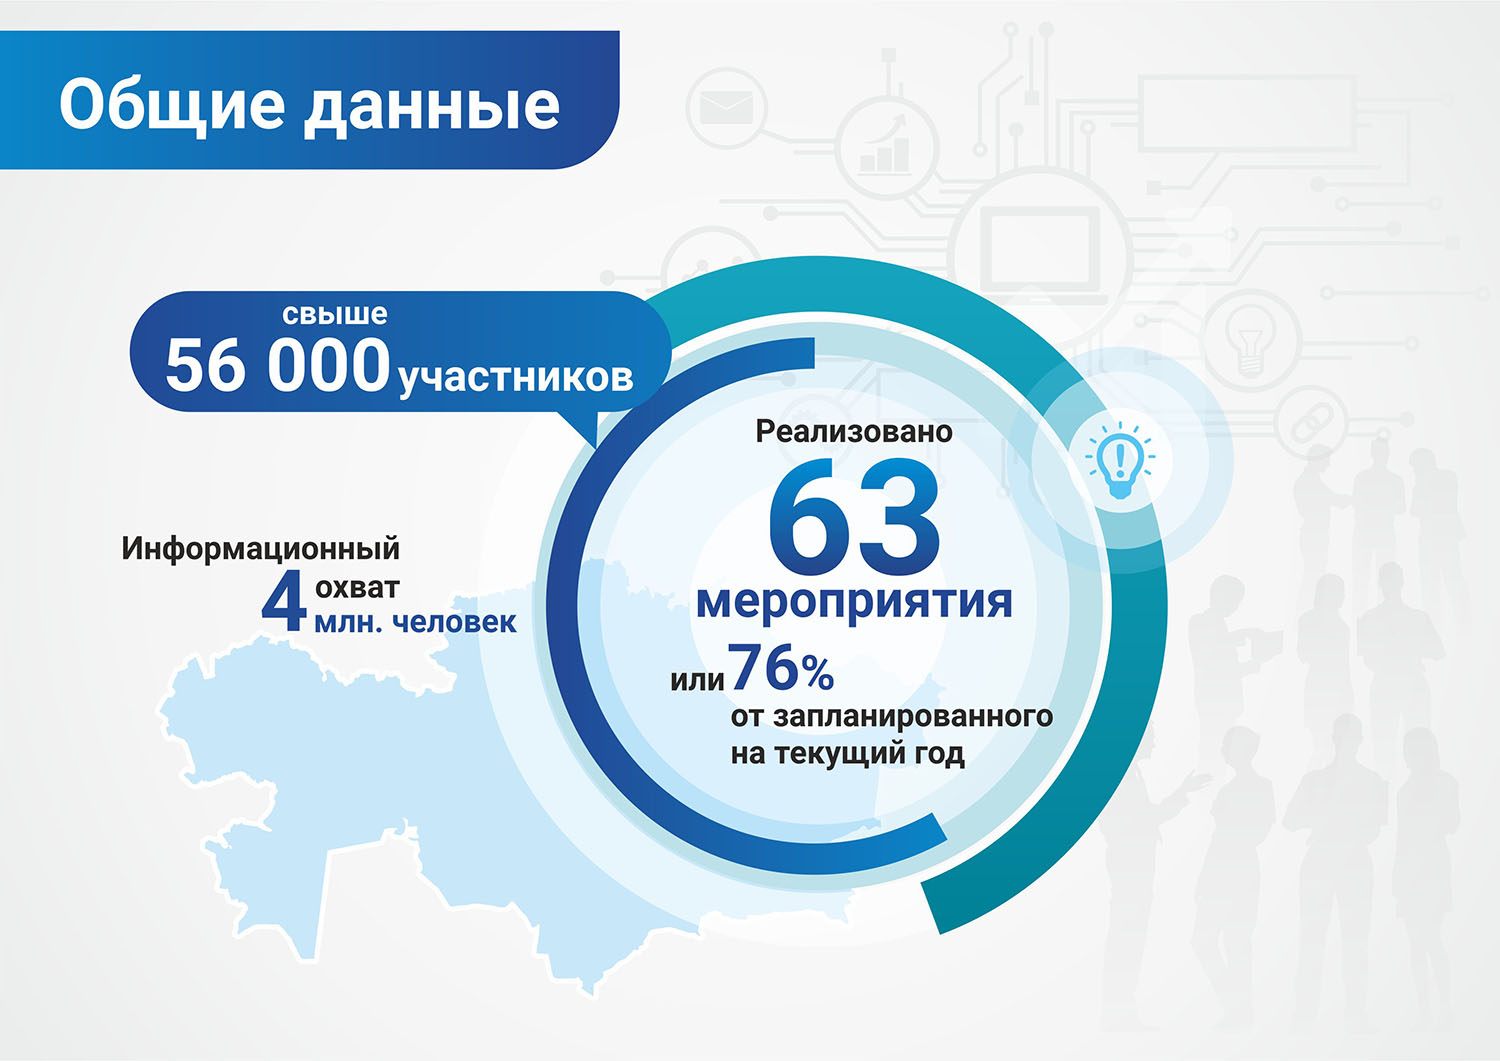 Общие данные
свыше
56 000 участников
Реализовано
63
мероприятия
или 76%
от запланированного
на текущий год
Информационный
охват
4 млн. человек